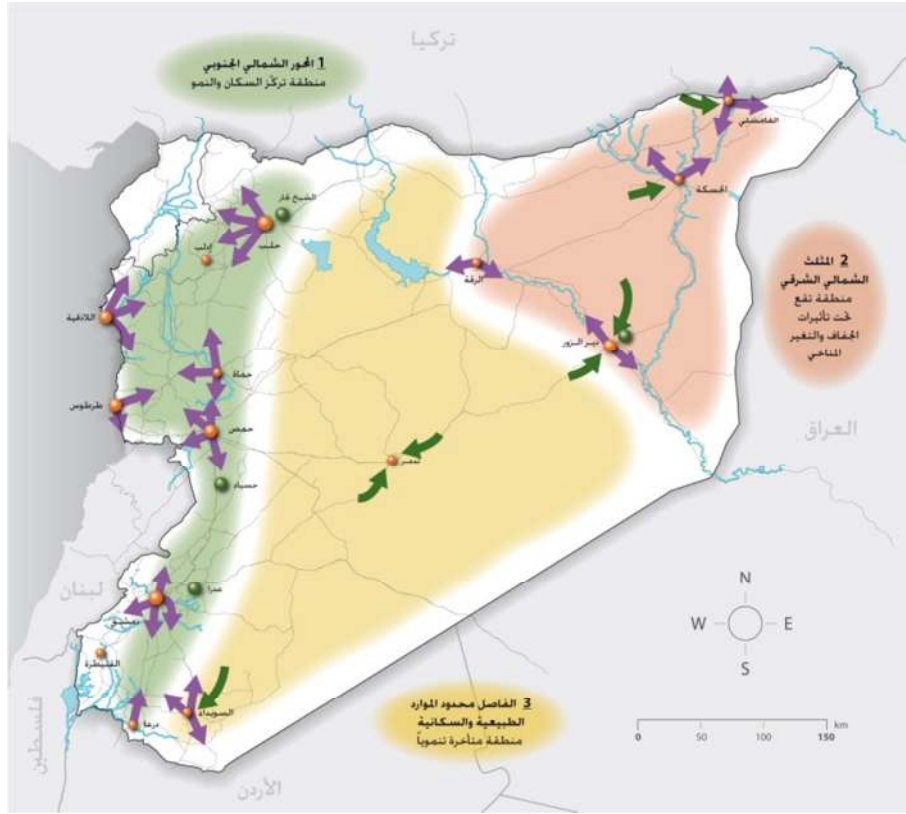 تركيا
1 المحور الشمالي الجنوبي
منطقة تركّز السكان والنمو
القامشلي
الحسكة
الشيخ نجار
حلب
إدلب
الرقة
2 المثلث
الشمالي الشرقي
منطقة تقع
تحت تأثيرات
الجفاف والتغير
المناخي
اللاذقية
دير الزور
حماة
طرطوس
حمص
العراق
تدمر
حسياء
لبنان
عدرا
دمشق
القنيطرة
N
W
E
S
3 الفاصل محدود الموارد
الطبيعية والسكانية
منطقة متأخرة تنموياً
السويداء
درعا
فلسطين
الأردن
km
0
50
100
150